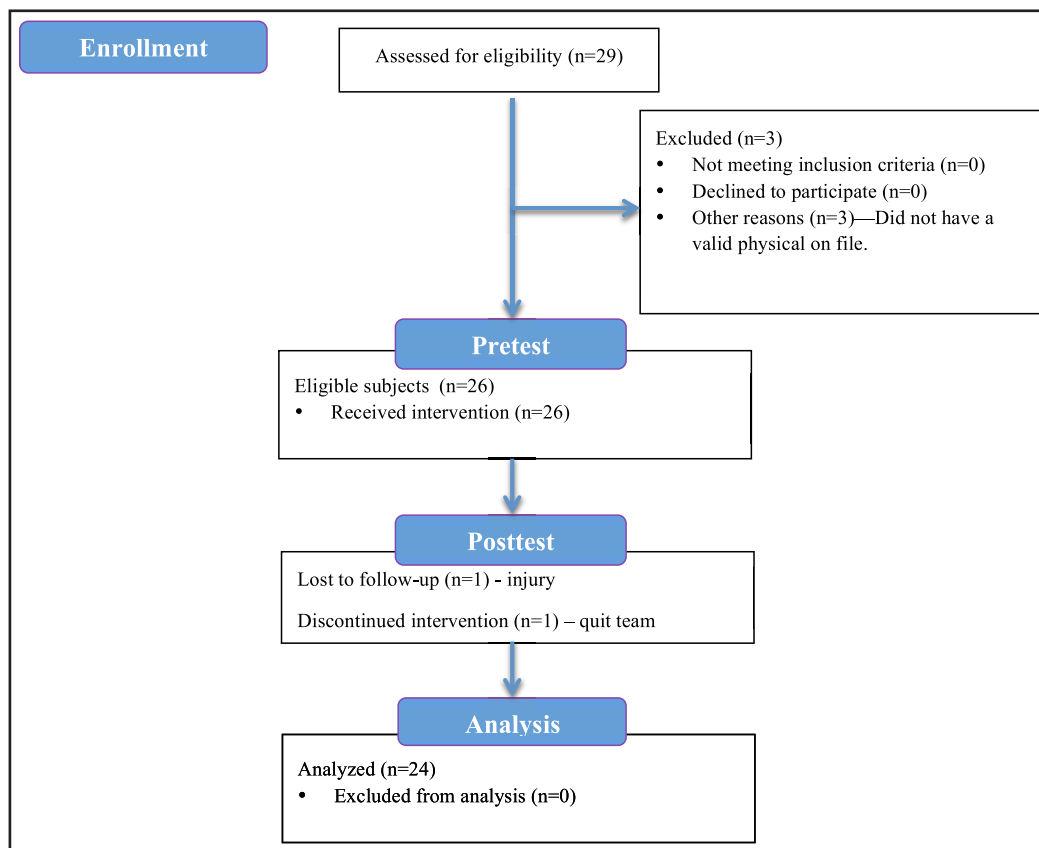 Enrollment
Assessed for eligibility (n=29)
Excluded (n=3)
• Not meeting inclusion criteria (n=0)
• Declined to participate (n=0)
• Other reasons (n=3)—Did not have a
valid physical on file.
Pretest
Eligible subjects (n=26)
• Received intervention (n=26)
Posttest
Lost to follow-up (n=1) - injury
Discontinued intervention (n=1) – quit team
Analysis
Analyzed (n=24)
• Excluded from analysis (n=0)